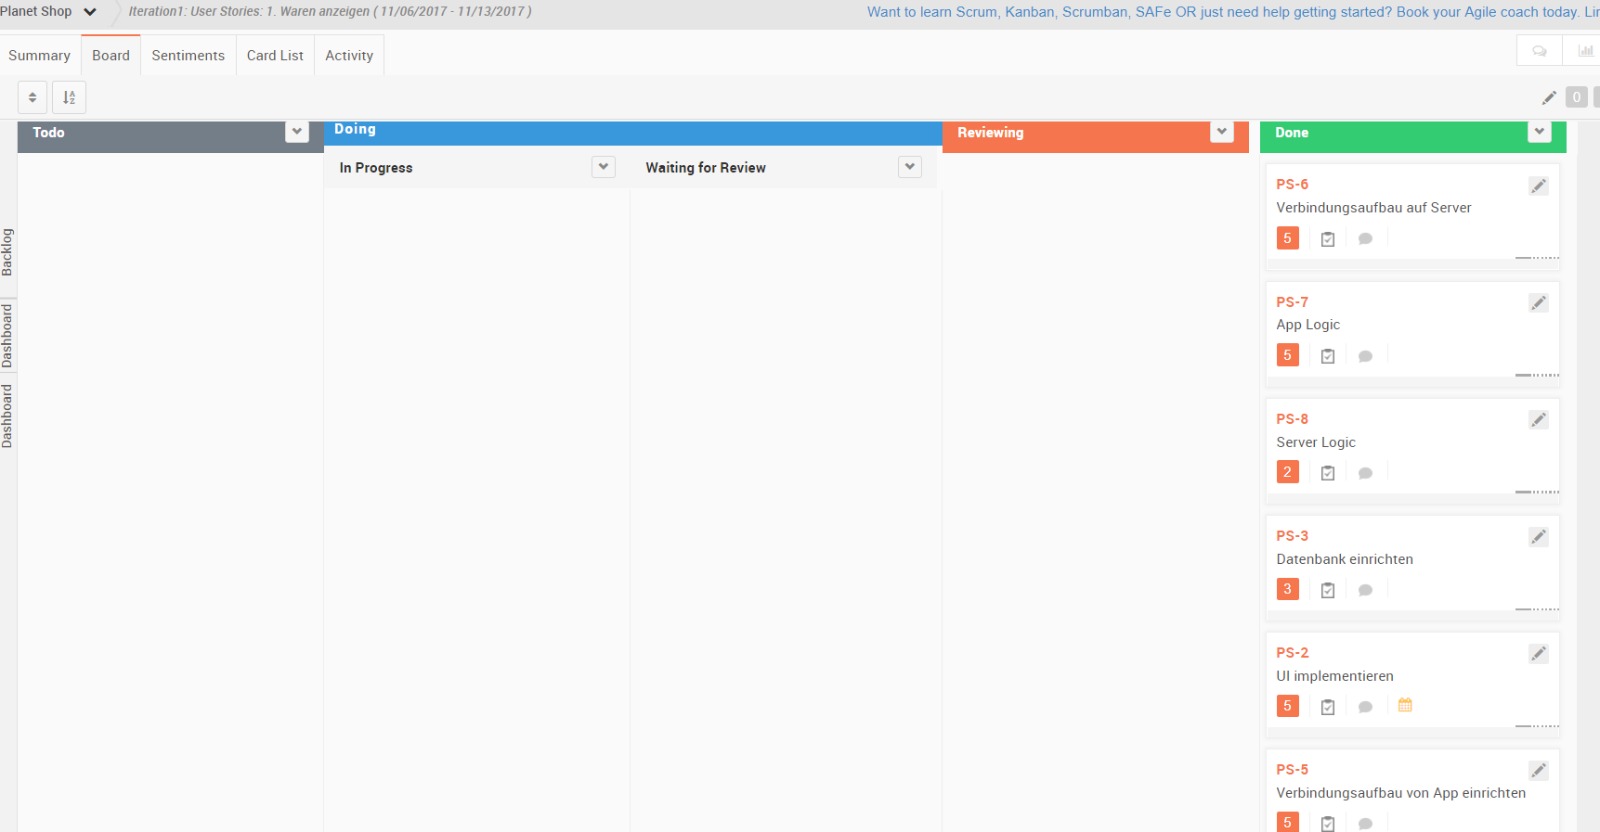 Planet Shop
Iteration1: User Stories: 1. Waren anzeigen ( 11/06/2017 - 11/13/2017 )
Want to learn Scrum, Kanban, Scrumban, SAFe OR just need help getting started? Book your Agile coach today.
Summary
Board
Sentiments
Card List
Activity
0
Backlog
Dashboard
Dashboard
Todo
Doing
In Progress
Waiting for Review
Reviewing
Done
PS-6
Verbindungsaufbau auf Server
5
PS-7
App Logic
5
PS-8
Server Logic
2
PS-3
Datenbank einrichten
3
PS-2
UI implementieren
5
PS-5
Verbindungsaufbau von App einrichten
5